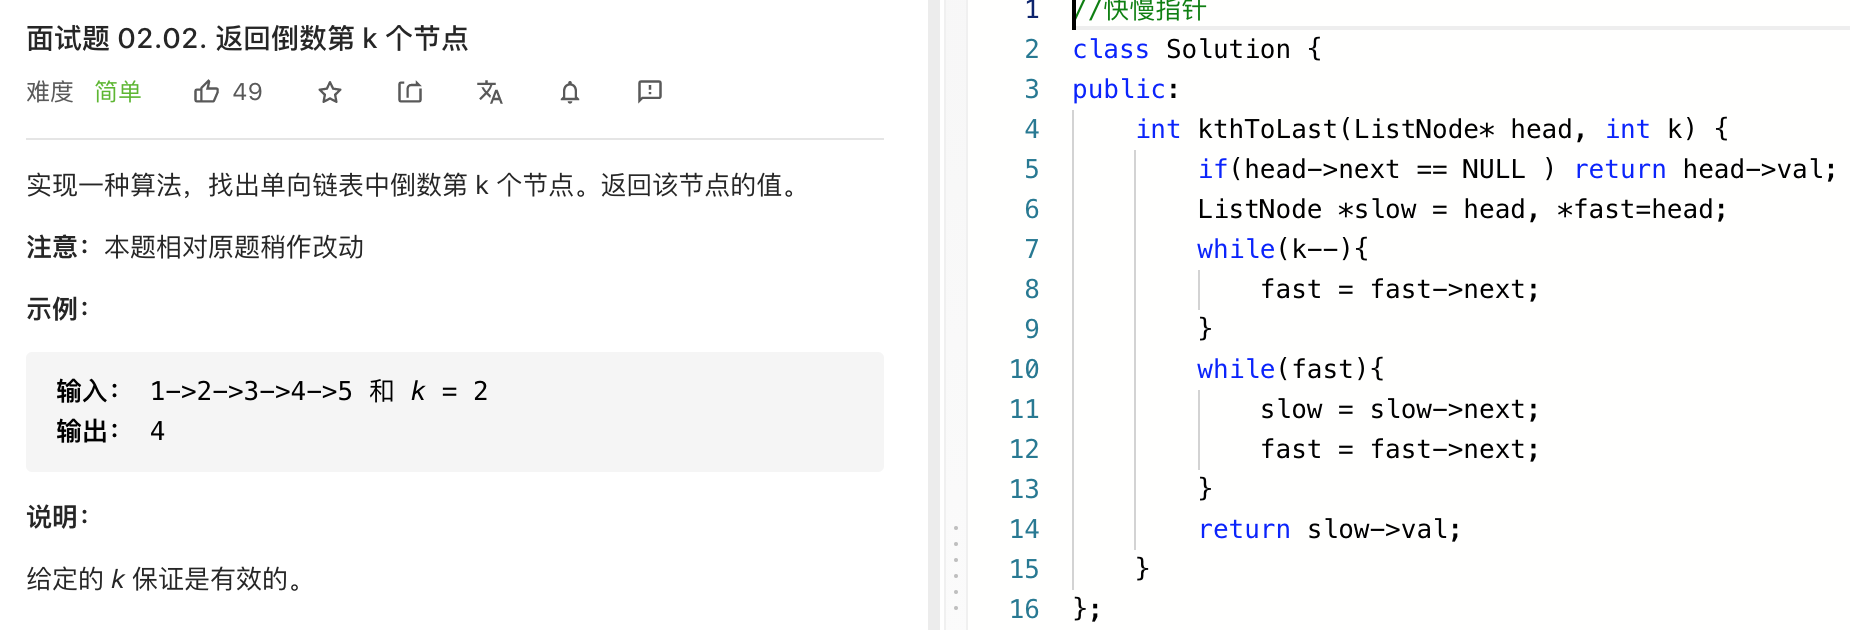 面试题 02.02. 返回倒数第 k 个节点
难度 简单 49
实现一种算法，找出单向链表中倒数第 k 个节点。返回该节点的值。
注意：本题相对原题稍作改动
示例：
输入： 1->2->3->4->5 和 k = 2
输出： 4
说明：
给定的 k 保证是有效的。
1 //快慢指针
2 class Solution {
3 public:
4 int kthToLast(ListNode* head, int k) {
5 if(head->next == NULL ) return head->val;
6 ListNode *slow = head, *fast=head;
7 while(k--){
8 fast = fast->next;
9 }
10 while(fast){
11 slow = slow->next;
12 fast = fast->next;
13 }
14 return slow->val;
15 }
16 };